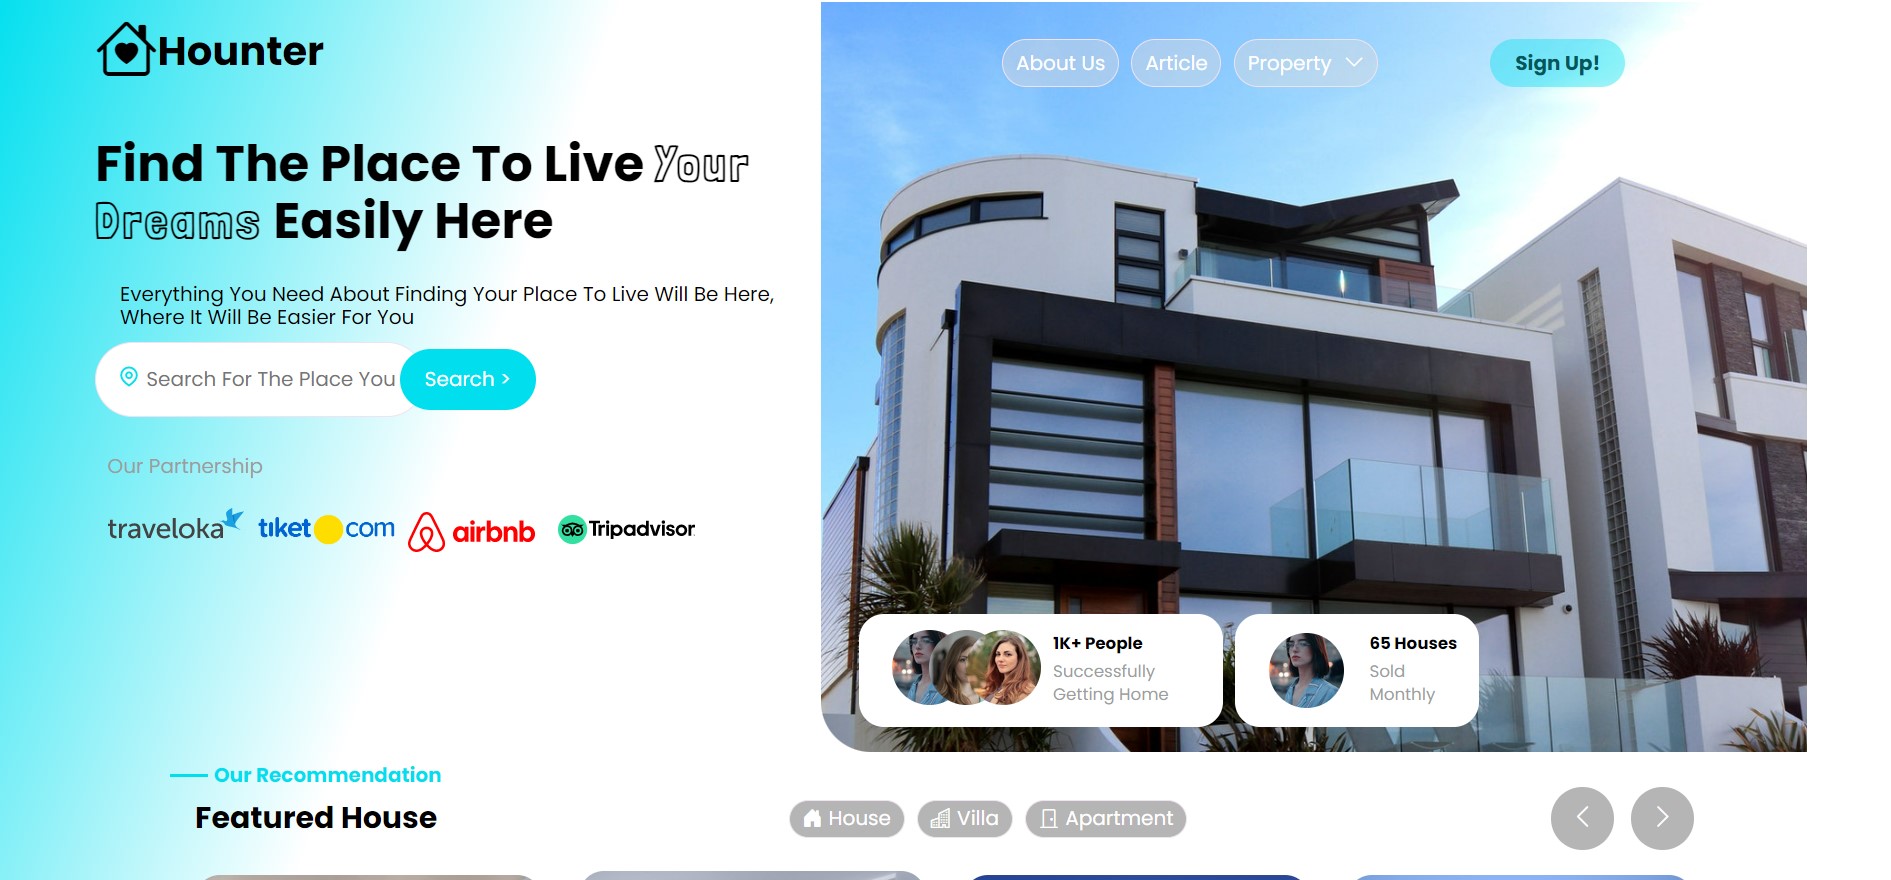 Hounter
About Us
Article
Property
Sign Up!
Find The Place To Live Your
Dreams Easily Here
Everything You Need About Finding Your Place To Live Will Be Here,
Where It Will Be Easier For You
Search For The Place You
Search >
Our Partnership
traveloka
tiket com
airbnb
Tripadvisor
1K+ People
Successfully
Getting Home
65 Houses
Sold
Monthly
Our Recommendation
Featured House
House
Villa
Apartment